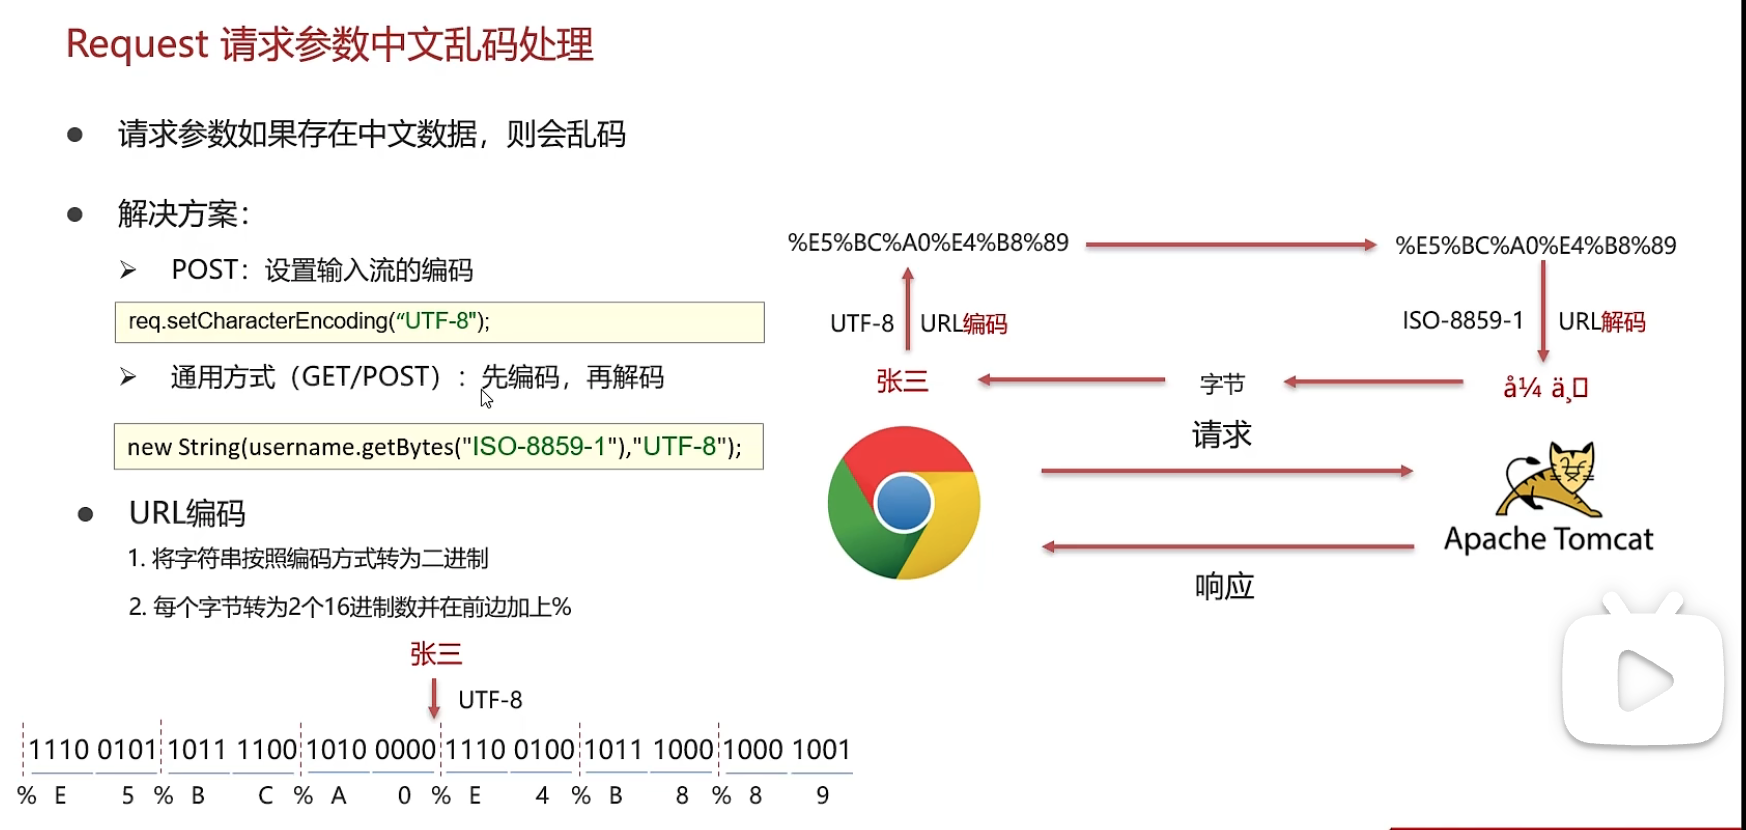 Request 请求参数中文乱码处理
● 请求参数如果存在中文数据，则会乱码
● 解决方案：
➢ POST：设置输入流的编码
req.setCharacterEncoding(“UTF-8");
➢ 通用方式（GET/POST）：先编码，再解码
new String(username.getBytes("ISO-8859-1"),"UTF-8");
● URL编码
1. 将字符串按照编码方式转为二进制
2. 每个字节转为2个16进制数并在前边加上%
张三
UTF-8
1110 0101 1011 1100 1010 0000 1110 0100 1011 1000 1000 1001
% E 5 % B C % A 0 % E 4 % B 8 % 8 9
%E5%BC%A0%E4%B8%89
%E5%BC%A0%E4%B8%89
UTF-8 URL编码
ISO-8859-1 URL解码
张三
字节
å¼ ä¸□
请求
Apache Tomcat
响应